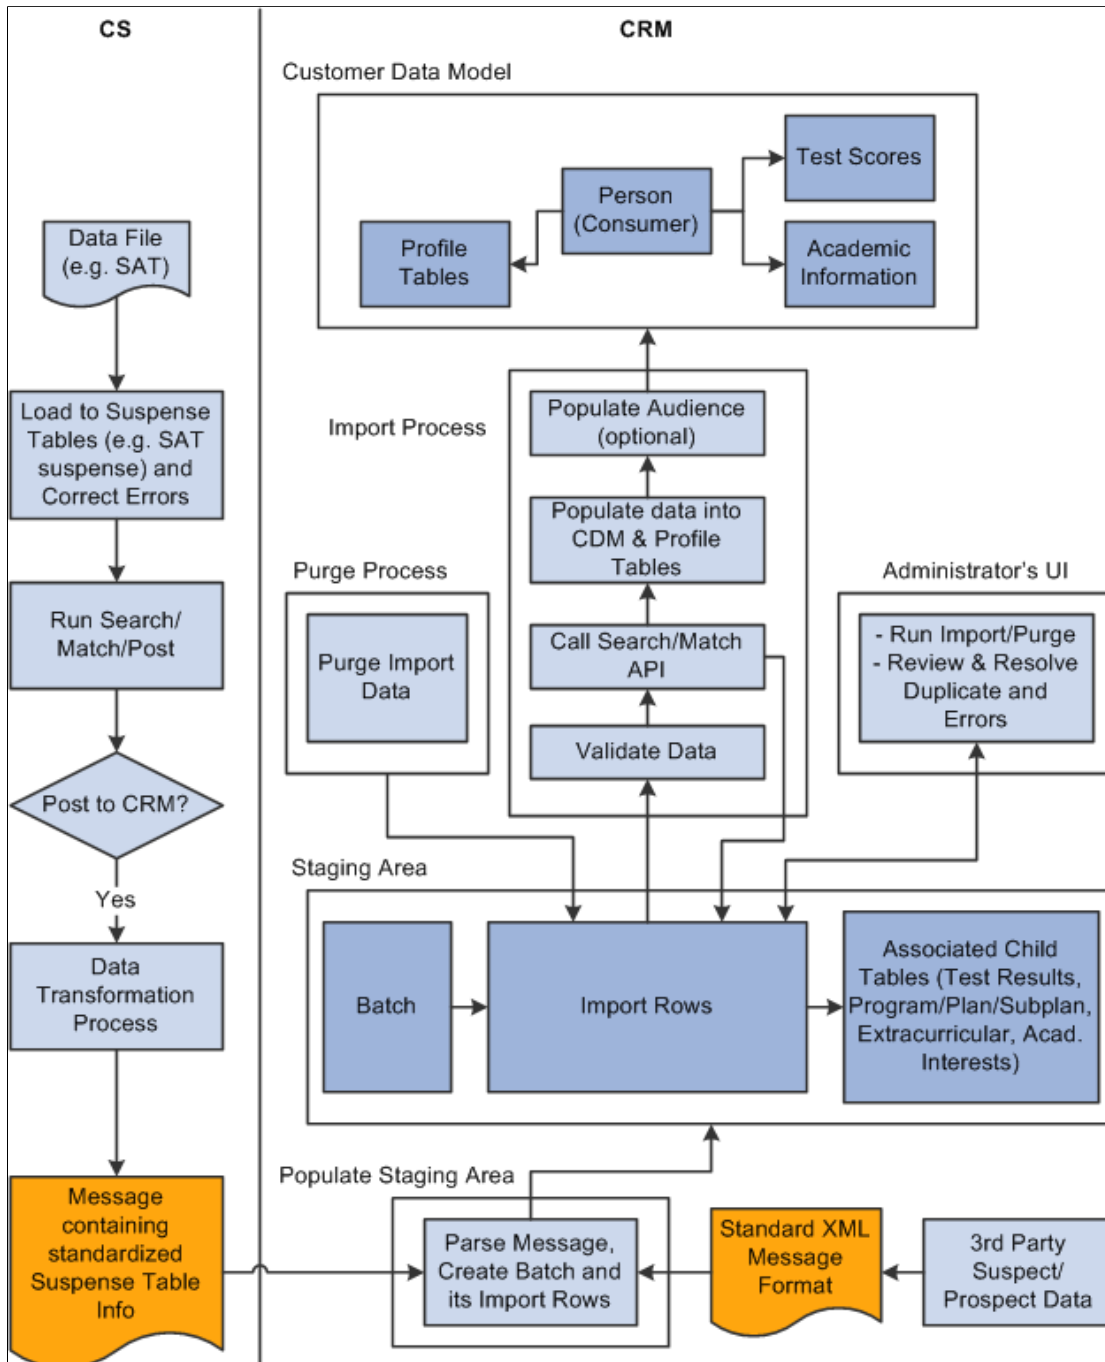 CS
CRM
Customer Data Model
Test Scores
Person
(Consumer)
Profile
Tables
Academic
Information
Data File
(e.g. SAT)
Load to Suspense
Tables (e.g. SAT
suspense) and
Correct Errors
Run Search/
Match/Post
Post to CRM?
Yes
Data
Transformation
Process
Message
containing
standardized
Suspense Table
Info
Import Process
Populate Audience
(optional)
Populate data into
CDM & Profile
Tables
Call Search/Match
API
Validate Data
Purge Process
Purge Import
Data
Administrator's UI
- Run Import/Purge
- Review & Resolve
Duplicate and
Errors
Staging Area
Batch
Import Rows
Associated Child
Tables (Test Results,
Program/Plan/Subplan,
Extracurricular, Acad.
Interests)
Populate Staging Area
Parse Message,
Create Batch and
its Import Rows
Standard XML
Message
Format
3rd Party
Suspect/
Prospect Data